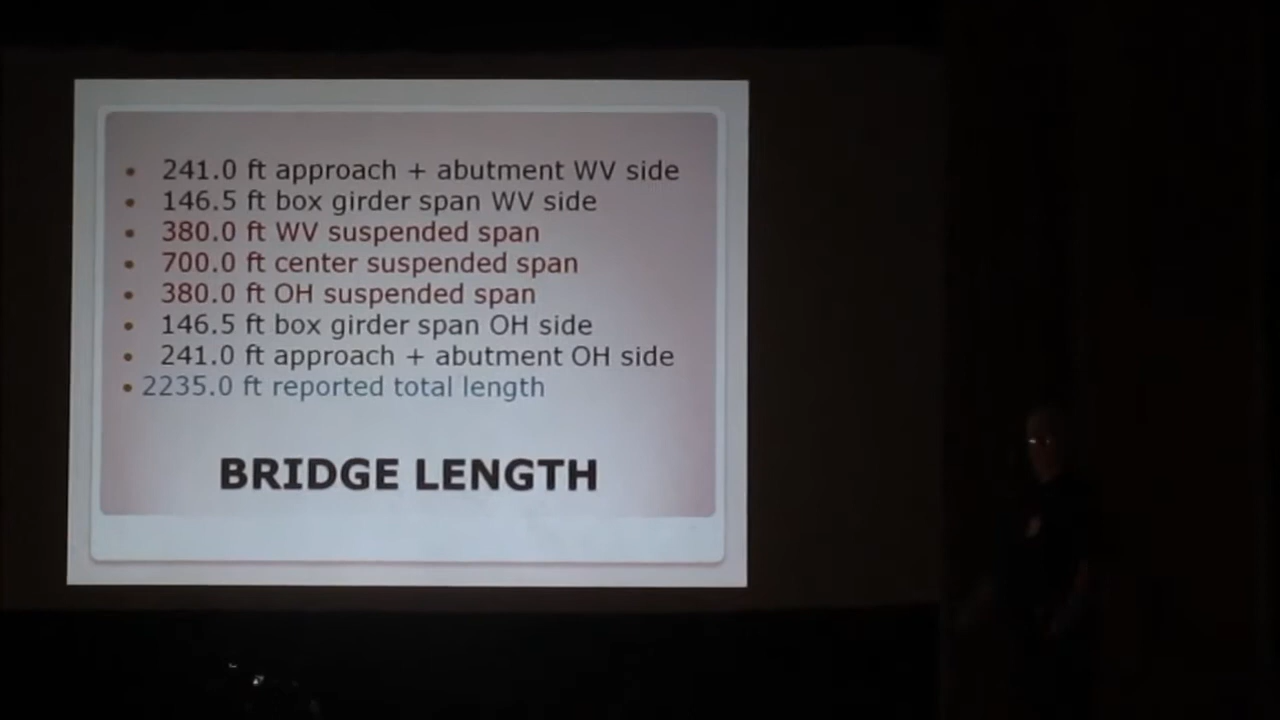 • 241.0 ft approach + abutment WV side
• 146.5 ft box girder span WV side
• 380.0 ft WV suspended span
• 700.0 ft center suspended span
• 380.0 ft OH suspended span
• 146.5 ft box girder span OH side
• 241.0 ft approach + abutment OH side
• 2235.0 ft reported total length
BRIDGE LENGTH